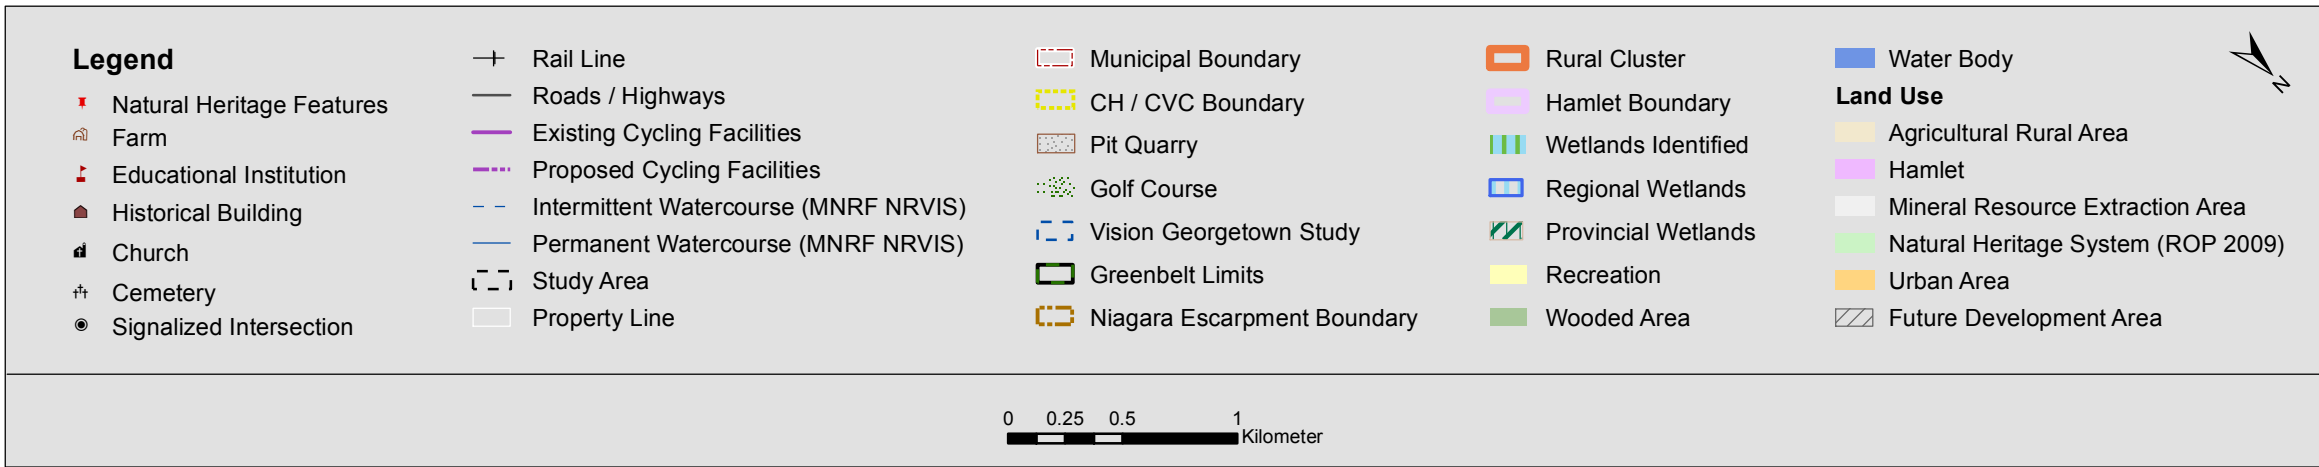 Legend
Natural Heritage Features
Farm
Educational Institution
Historical Building
Church
Cemetery
Signalized Intersection
Rail Line
Roads / Highways
Existing Cycling Facilities
Proposed Cycling Facilities
Intermittent Watercourse (MNRF NRVIS)
Permanent Watercourse (MNRF NRVIS)
Study Area
Property Line
Municipal Boundary
CH / CVC Boundary
Pit Quarry
Golf Course
Vision Georgetown Study
Greenbelt Limits
Niagara Escarpment Boundary
Rural Cluster
Hamlet Boundary
Wetlands Identified
Regional Wetlands
Provincial Wetlands
Recreation
Wooded Area
Water Body
Land Use
Agricultural Rural Area
Hamlet
Mineral Resource Extraction Area
Natural Heritage System (ROP 2009)
Urban Area
Future Development Area
N
0 0.25 0.5 1
Kilometer